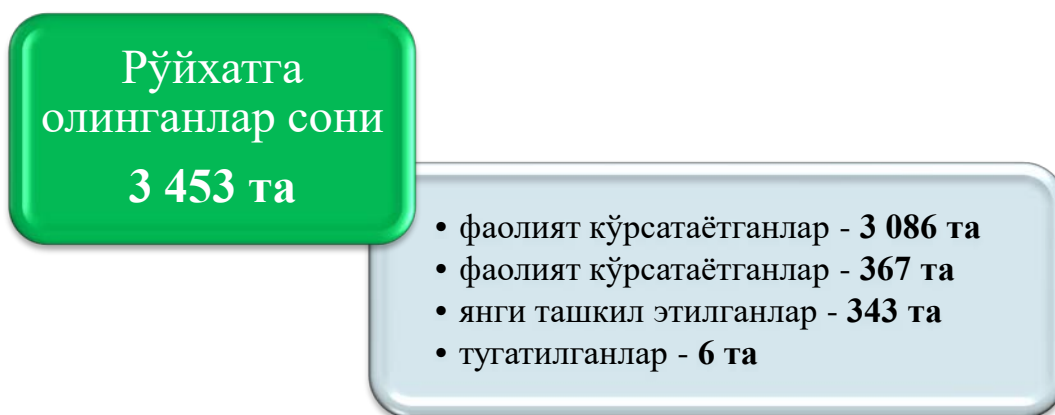 Рўйхатга
олинганлар сони
3 453 та
• фаолият кўрсатаётганлар - 3 086 та
• фаолият кўрсатаётганлар - 367 та
• янги ташкил этилганлар - 343 та
• тугатилганлар - 6 та